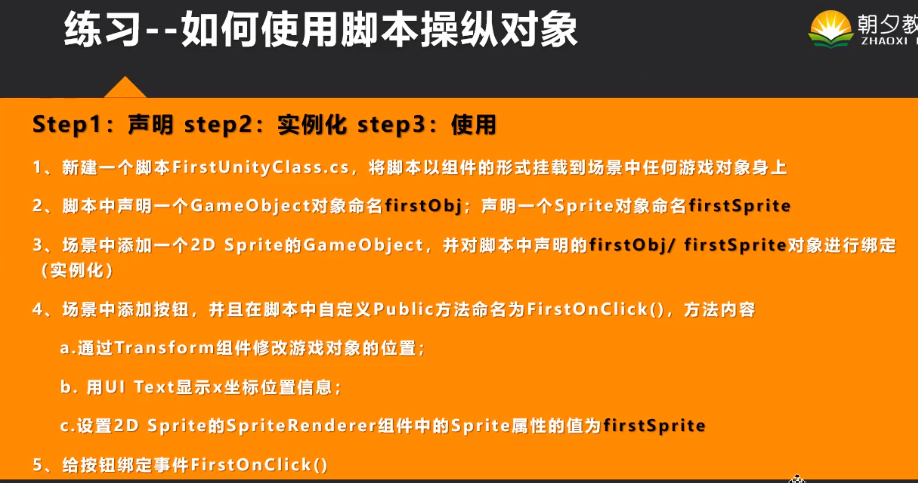 练习--如何使用脚本操纵对象
朝夕教
ZHAOXI
Step1：声明 step2：实例化 step3：使用
1、新建一个脚本FirstUnityClass.cs，将脚本以组件的形式挂载到场景中任何游戏对象身上
2、脚本中声明一个GameObject对象命名firstObj；声明一个Sprite对象命名firstSprite
3、场景中添加一个2D Sprite的GameObject，并对脚本中声明的firstObj/ firstSprite对象进行绑定
（实例化）
4、场景中添加按钮，并且在脚本中自定义Public方法命名为FirstOnClick()，方法内容
a.通过Transform组件修改游戏对象的位置；
b. 用UI Text显示x坐标位置信息；
c.设置2D Sprite的SpriteRenderer组件中的Sprite属性的值为firstSprite
5、给按钮绑定事件FirstOnClick()